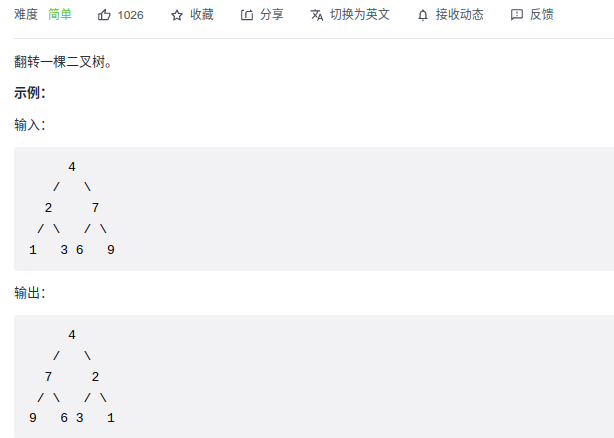 难度 简单 1026 收藏 分享 切换为英文 接收动态 反馈
翻转一棵二叉树。
示例：
输入：
     4
   /   \
  2     7
 / \   / \
1   3 6   9
输出：
     4
   /   \
  7     2
 / \   / \
9   6 3   1